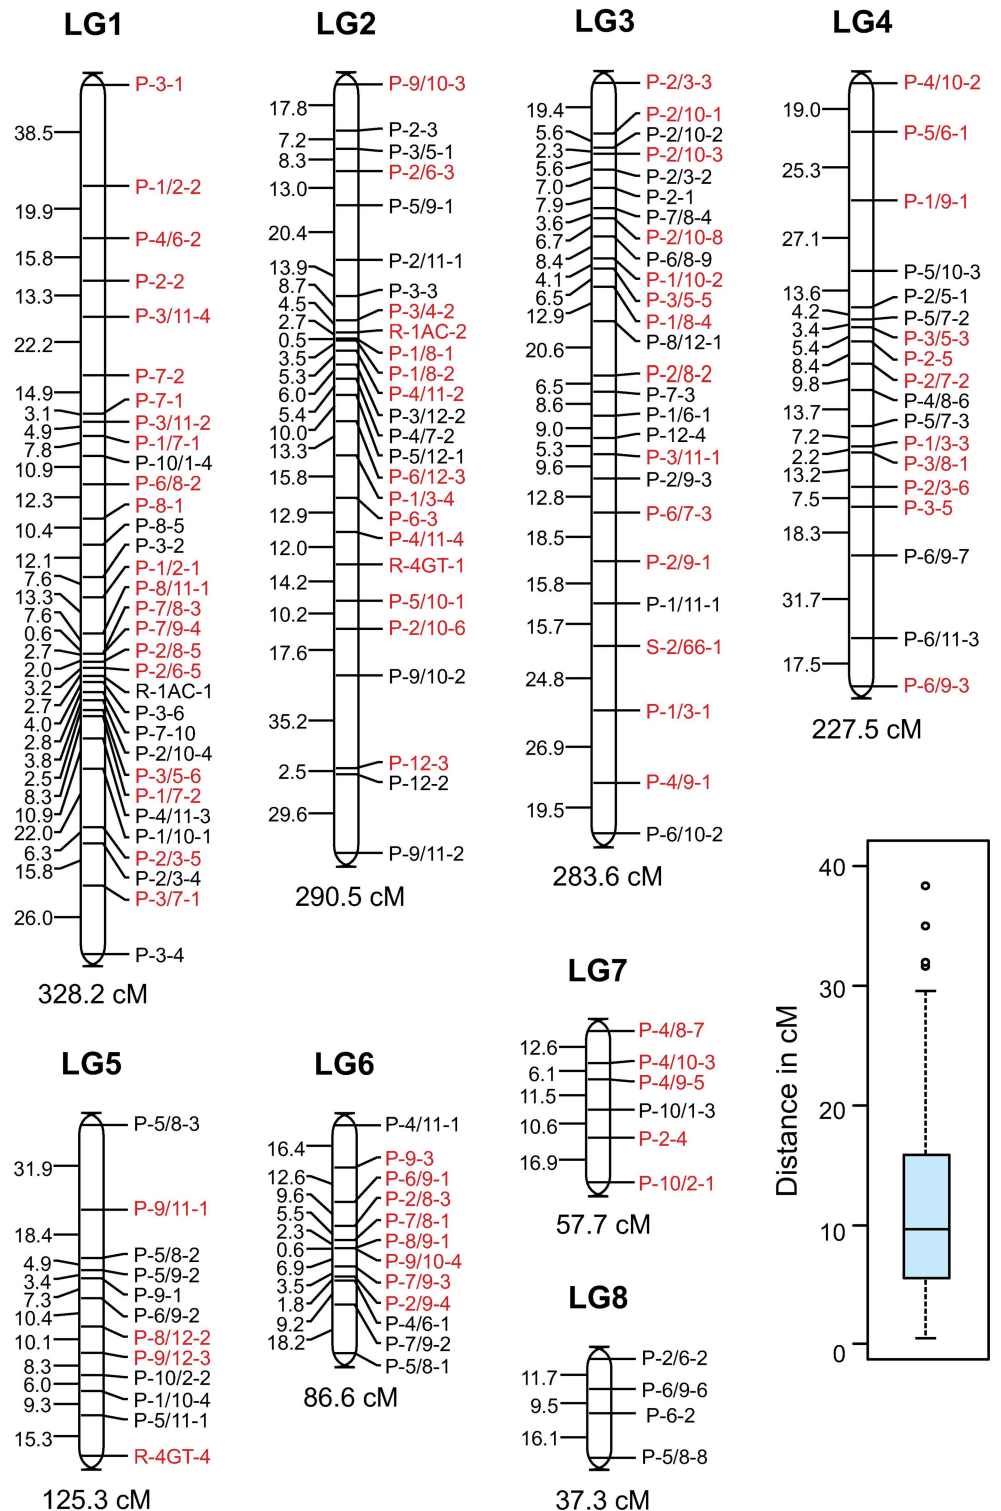 LG1
38.5
19.9
15.8
13.3
22.2
14.9
3.1
4.9
7.8
10.9
12.3
10.4
12.1
7.6
13.3
7.6
0.6
2.7
2.0
3.2
2.7
4.0
2.8
3.8
2.5
8.3
10.9
22.0
6.3
15.8
26.0
P-3-1
P-1/2-2
P-4/6-2
P-2-2
P-3/11-4
P-7-2
P-7-1
P-3/11-2
P-1/7-1
P-10/1-4
P-6/8-2
P-8-1
P-8-5
P-3-2
P-1/2-1
P-8/11-1
P-7/8-3
P-7/9-4
P-2/8-5
P-2/6-5
R-1AC-1
P-3-6
P-7-10
P-2/10-4
P-3/5-6
P-1/7-2
P-4/11-3
P-1/10-1
P-2/3-5
P-2/3-4
P-3/7-1
P-3-4
328.2 cM
LG2
17.8
7.2
8.3
13.0
20.4
13.9
8.7
4.5
2.7
0.5
3.5
5.3
6.0
5.4
10.0
13.3
15.8
12.9
12.0
14.2
10.2
17.6
35.2
2.5
29.6
P-9/10-3
P-2-3
P-3/5-1
P-2/6-3
P-5/9-1
P-2/11-1
P-3-3
P-3/4-2
R-1AC-2
P-1/8-1
P-1/8-2
P-4/11-2
P-3/12-2
P-4/7-2
P-5/12-1
P-6/12-3
P-1/3-4
P-6-3
P-4/11-4
R-4GT-1
P-5/10-1
P-2/10-6
P-9/10-2
P-12-3
P-12-2
P-9/11-2
290.5 cM
LG3
19.4
5.6
2.3
5.6
7.0
7.9
3.6
6.7
8.4
4.1
6.5
12.9
20.6
6.5
8.6
9.0
5.3
9.6
12.8
18.5
15.8
15.7
24.8
26.9
19.5
P-2/3-3
P-2/10-1
P-2/10-2
P-2/10-3
P-2/3-2
P-2-1
P-7/8-4
P-2/10-8
P-6/8-9
P-1/10-2
P-3/5-5
P-1/8-4
P-8/12-1
P-2/8-2
P-7-3
P-1/6-1
P-12-4
P-3/11-1
P-2/9-3
P-6/7-3
P-2/9-1
P-1/11-1
S-2/66-1
P-1/3-1
P-4/9-1
P-6/10-2
283.6 cM
LG4
19.0
25.3
27.1
13.6
4.2
3.4
5.4
8.4
9.8
13.7
7.2
2.2
13.2
7.5
18.3
31.7
17.5
P-4/10-2
P-5/6-1
P-1/9-1
P-5/10-3
P-2/5-1
P-5/7-2
P-3/5-3
P-2-5
P-2/7-2
P-4/8-6
P-5/7-3
P-1/3-3
P-3/8-1
P-2/3-6
P-3-5
P-6/9-7
P-6/11-3
P-6/9-3
227.5 cM
LG5
31.9
18.4
4.9
3.4
7.3
10.4
10.1
8.3
6.0
9.3
15.3
P-5/8-3
P-9/11-1
P-5/8-2
P-5/9-2
P-9-1
P-6/9-2
P-8/12-2
P-9/12-3
P-10/2-2
P-1/10-4
P-5/11-1
R-4GT-4
125.3 cM
LG6
16.4
12.6
9.6
5.5
2.3
0.6
6.9
3.5
1.8
9.2
18.2
P-4/11-1
P-9-3
P-6/9-1
P-2/8-3
P-7/8-1
P-8/9-1
P-9/10-4
P-7/9-3
P-2/9-4
P-4/6-1
P-7/9-2
P-5/8-1
86.6 cM
LG7
12.6
6.1
11.5
10.6
16.9
P-4/8-7
P-4/10-3
P-4/9-5
P-10/1-3
P-2-4
P-10/2-1
57.7 cM
LG8
11.7
9.5
16.1
P-2/6-2
P-6/9-6
P-6-2
P-5/8-8
37.3 cM
Distance in cM
40
30
20
10
0